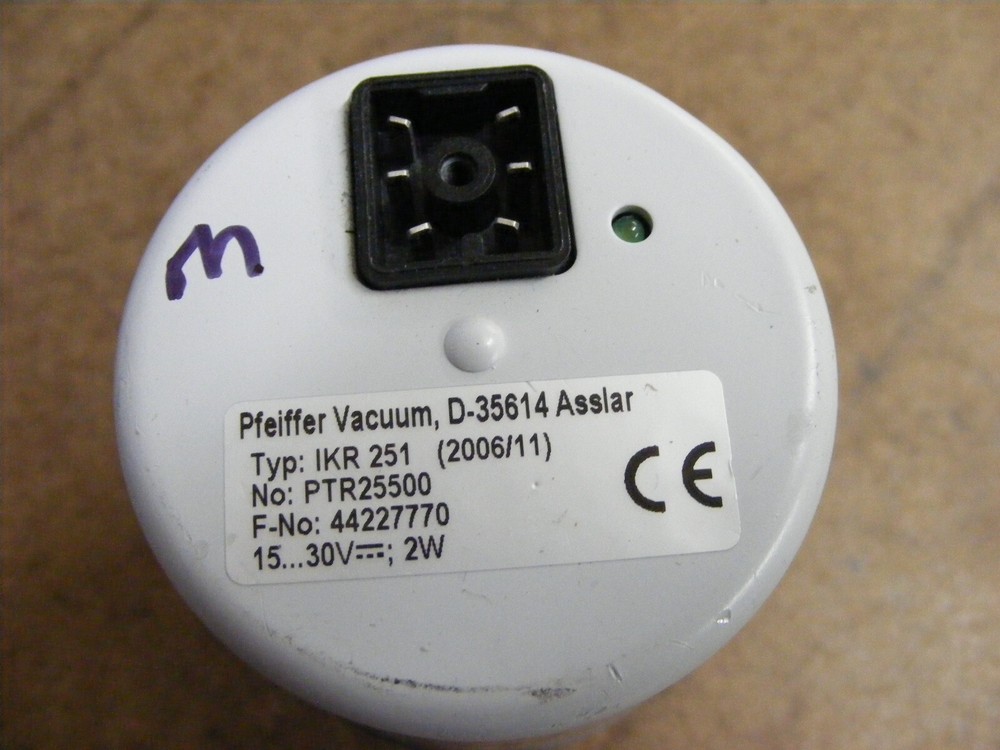 m
Pfeiffer Vacuum, D-35614 Asslar
Typ: IKR 251 (2006/11)
No: PTR25500
F-No: 44227770
15...30V⎓; 2W
CE